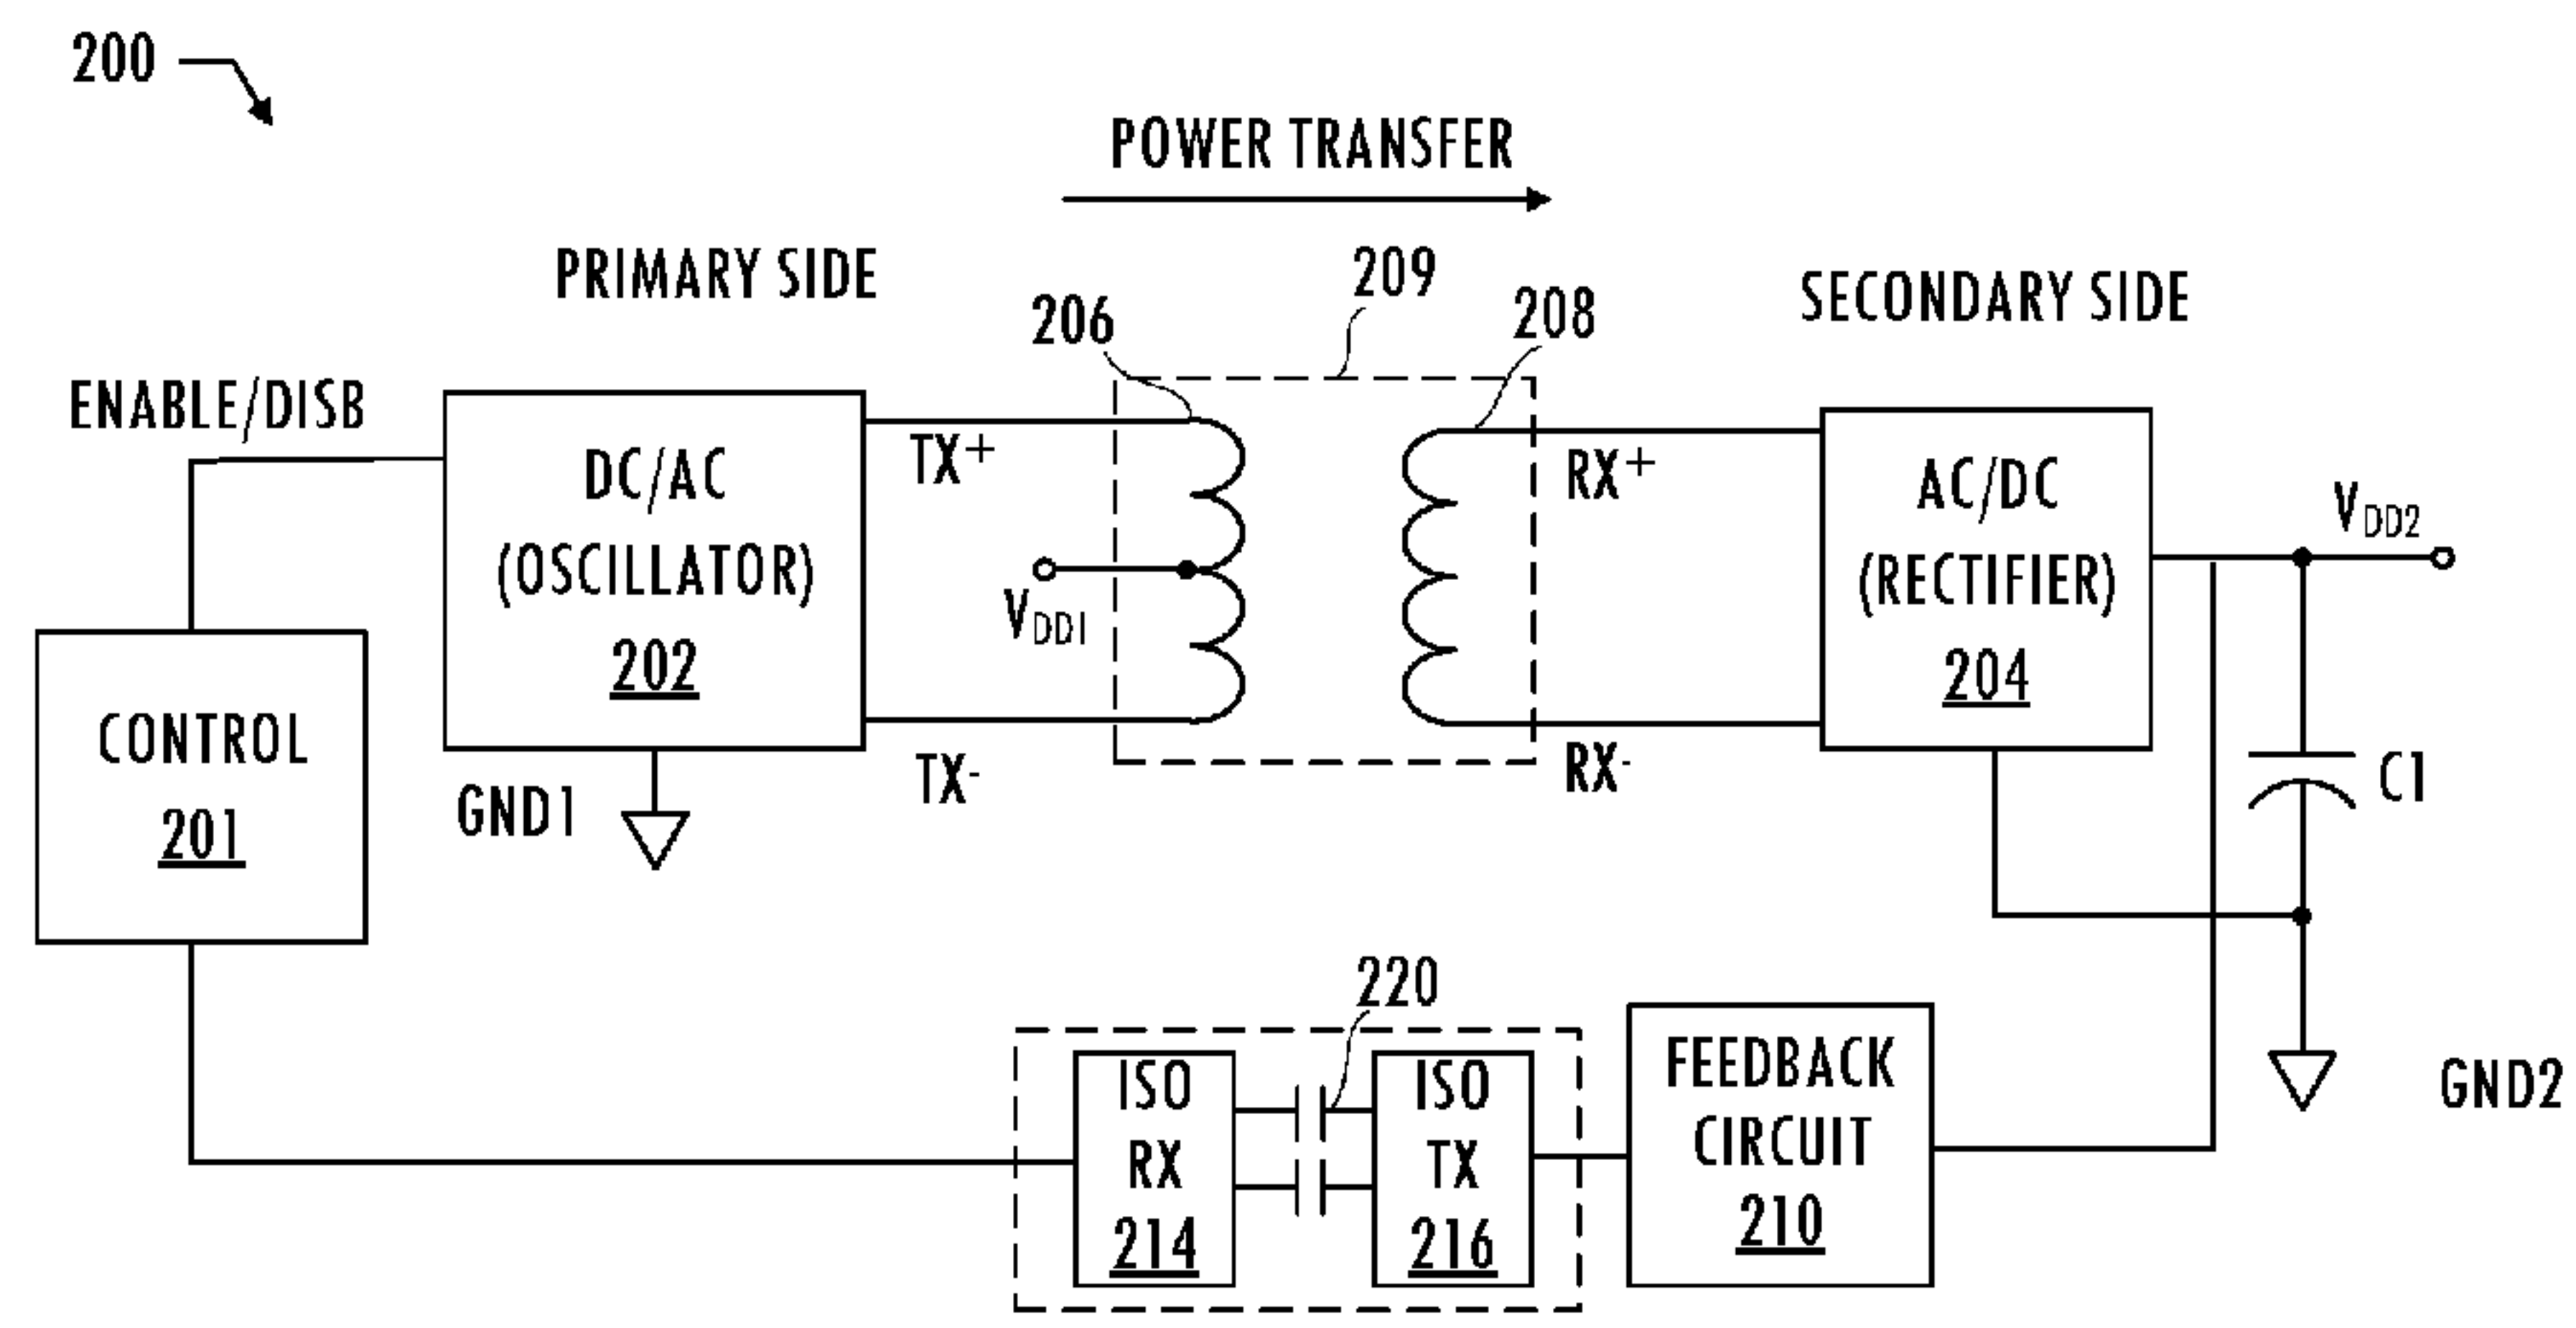 200
POWER TRANSFER
PRIMARY SIDE
209
SECONDARY SIDE
206
208
ENABLE/DISB
DC/AC
(OSCILLATOR)
202
TX+
TX-
VDD1
RX+
RX-
AC/DC
(RECTIFIER)
204
VDD2
CONTROL
201
GND1
C1
220
ISO
RX
214
ISO
TX
216
FEEDBACK
CIRCUIT
210
GND2